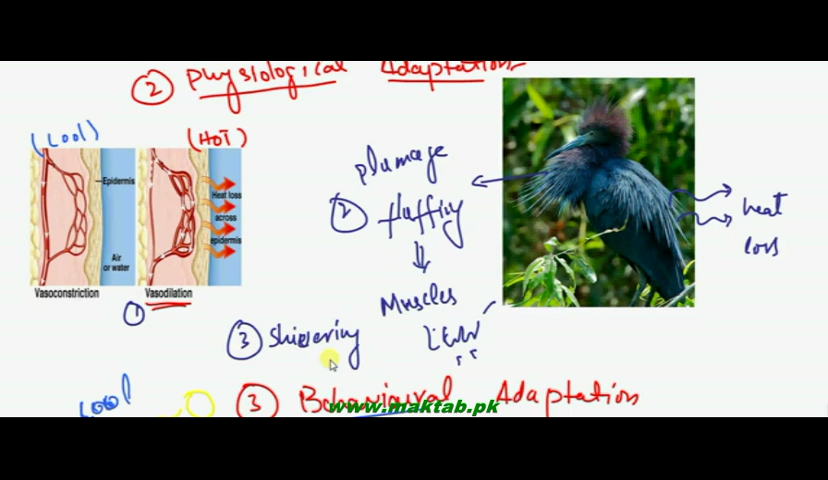 ② Physiological Adaptations
(Cool)
(HOT)
Epidermis
Heat loss
across
epidermis
Air
or water
Vasoconstriction
Vasodilation
①
plumage
② fluffing
Muscles
heat
loss
③ Shivering
Cool
③ Behavioural Adaptation
www.maktab.pk